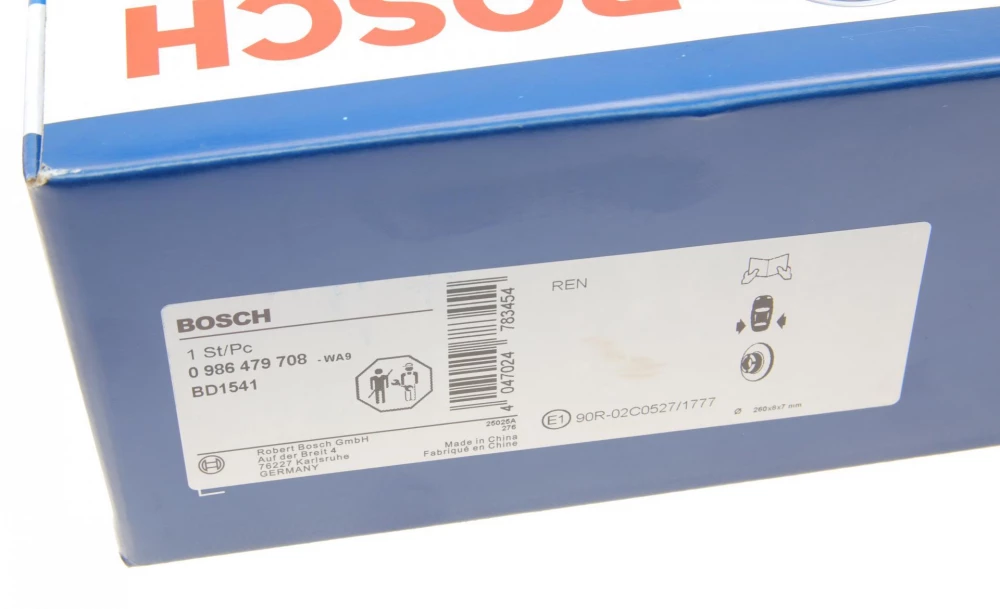 BOSCH
BOSCH
1 St/Pc
0 986 479 708 -WA9
BD1541
4 047024 783454
25025A
276
Robert Bosch GmbH
Auf der Breit 4
76227 Karlsruhe
GERMANY
Made in China
Fabriqué en Chine
REN
E1 90R-02C0527/1777
Ø 260x8x7 mm